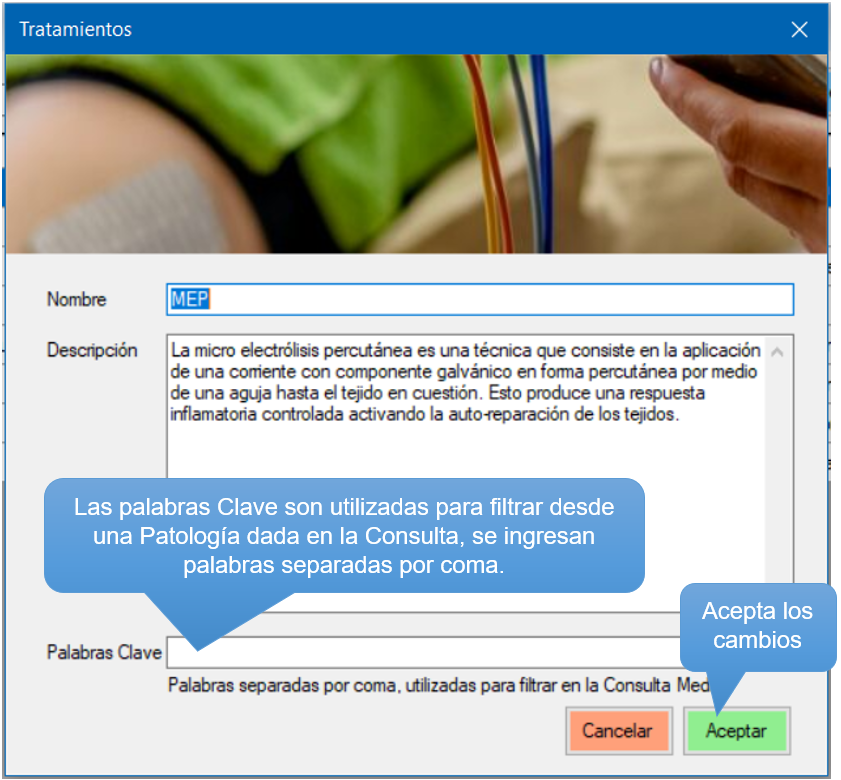 Tratamientos
Nombre
MEP
Descripción
La micro electrólisis percutánea es una técnica que consiste en la aplicación
de una corriente con componente galvánico en forma percutánea por medio
de una aguja hasta el tejido en cuestión. Esto produce una respuesta
inflamatoria controlada activando la auto-reparación de los tejidos.
Las palabras Clave son utilizadas para filtrar desde
una Patología dada en la Consulta, se ingresan
palabras separadas por coma.
Acepta los
cambios
Palabras Clave
Palabras separadas por coma, utilizadas para filtrar en la Consulta Med
Cancelar
Aceptar